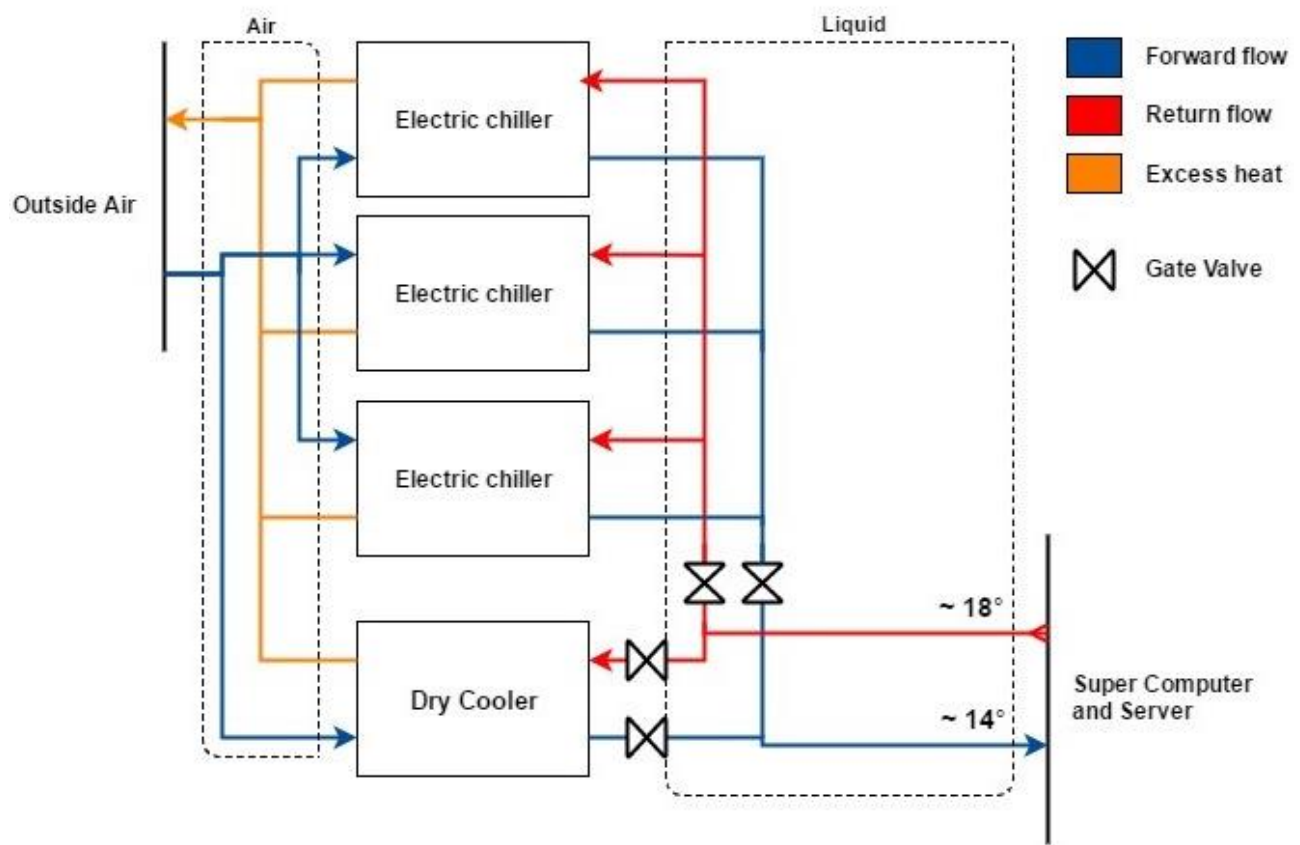 Air
Liquid
Forward flow
Return flow
Excess heat
Gate Valve
Outside Air
Electric chiller
Electric chiller
Electric chiller
Dry Cooler
~ 18°
~ 14°
Super Computer
and Server